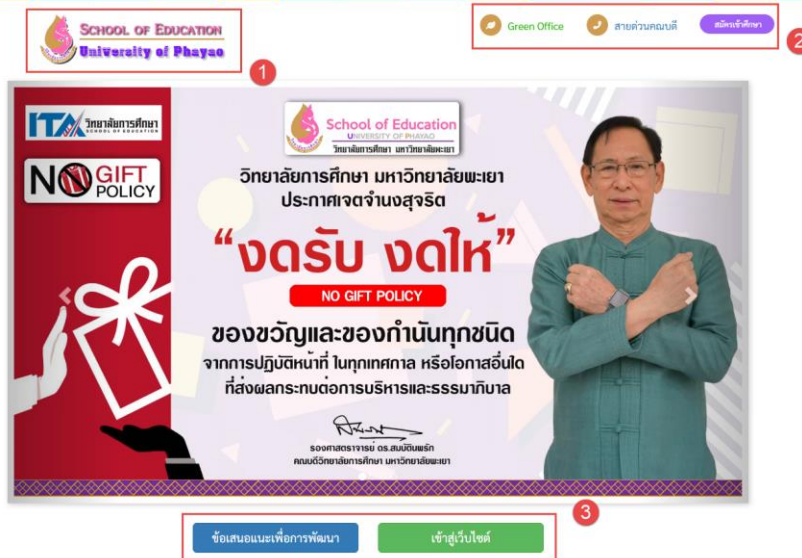 SCHOOL OF EDUCATION
University of Phayao
1
Green Office
สายด่วนคณบดี
สมัครเข้าศึกษา
2
ITA วิทยาลัยการศึกษา
SCHOOL OF EDUCATION
NO GIFT POLICY
School of Education
UNIVERSITY OF PHAYAO
วิทยาลัยการศึกษา มหาวิทยาลัยพะเยา
วิทยาลัยการศึกษา มหาวิทยาลัยพะเยา
ประกาศเจตจำนงสุจริต
“งดรับ งดให้”
NO GIFT POLICY
ของขวัญและของกำนันทุกชนิด
จากการปฏิบัติหน้าที่ ในทุกเทศกาล หรือโอกาสอื่นใด
ที่ส่งผลกระทบต่อการบริหารและธรรมาภิบาล
รองศาสตราจารย์ ดร.สมบัติ นพรัก
คณบดีวิทยาลัยการศึกษา มหาวิทยาลัยพะเยา
3
ข้อเสนอแนะเพื่อการพัฒนา
เข้าสู่เว็บไซต์